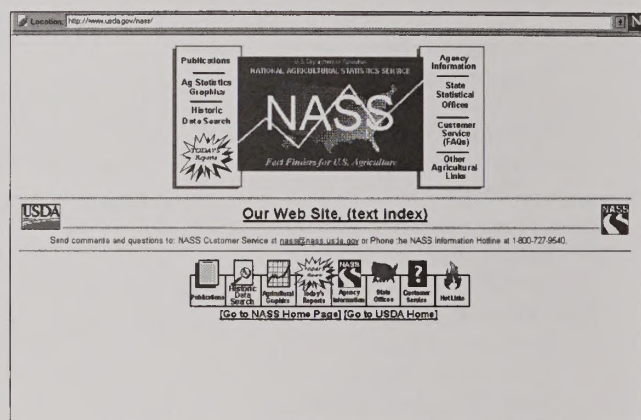 Location: http://www.usda.gov/nass/
N
Publications
Ag Statistics
Graphics
Historic
Data Search
TODAY'S
Reports
U.S. Department of Agriculture
NATIONAL AGRICULTURAL STATISTICS SERVICE
NASS
Fact Finders for U.S. Agriculture
Agency
Information
State
Statistical
Offices
Customer
Service
(FAQs)
Other
Agricultural
Links
USDA
Our Web Site, (text index)
NASS
Send comments and questions to: NASS Customer Service at nass@nass.usda.gov or Phone the NASS Information Hotline at 1-800-727-9540.
Publications
Historic
Data
Search
Agricultural
Graphics
Today's
Reports
NASS
Agency
Information
State
Offices
?
Customer
Service
Hot Links
[Go to NASS Home Page] [Go to USDA Home]